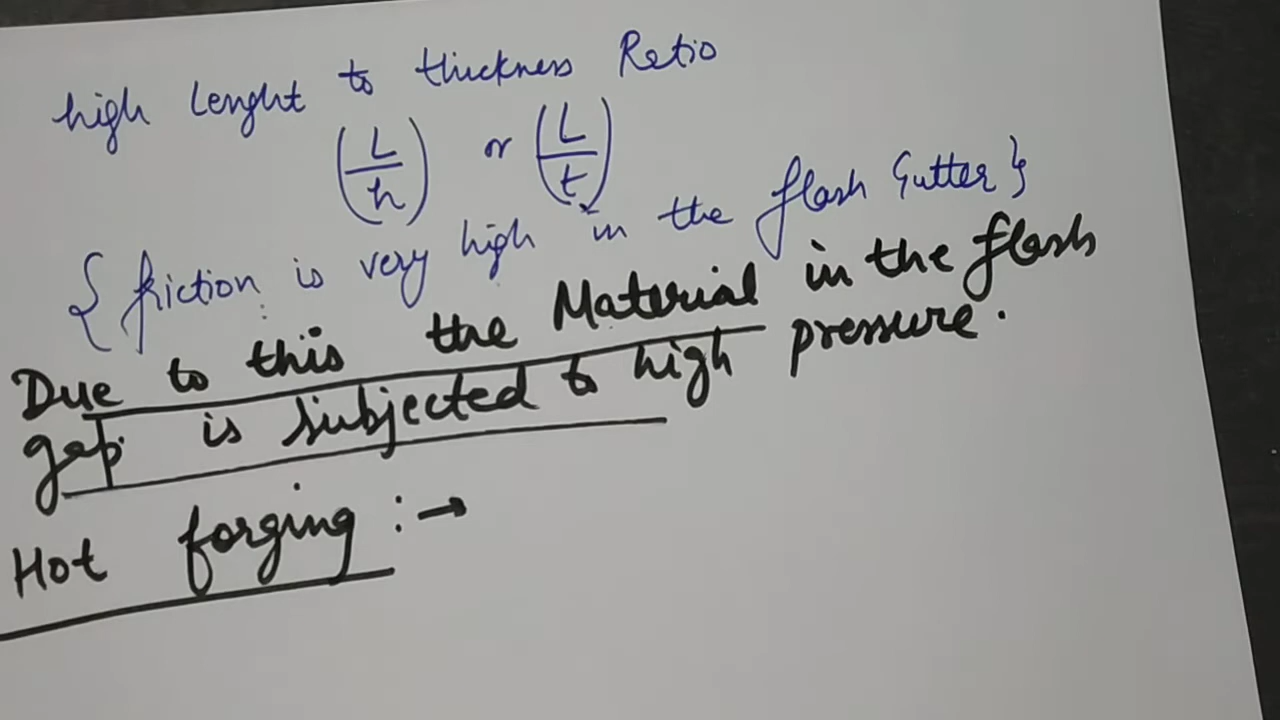 high Lenght to thickness Retio
(L/h) or (L/t)
{ friction is very high in the flash Gutter }
Due to this the Material in the flash
gap is subjected to high pressure.
Hot forging :→